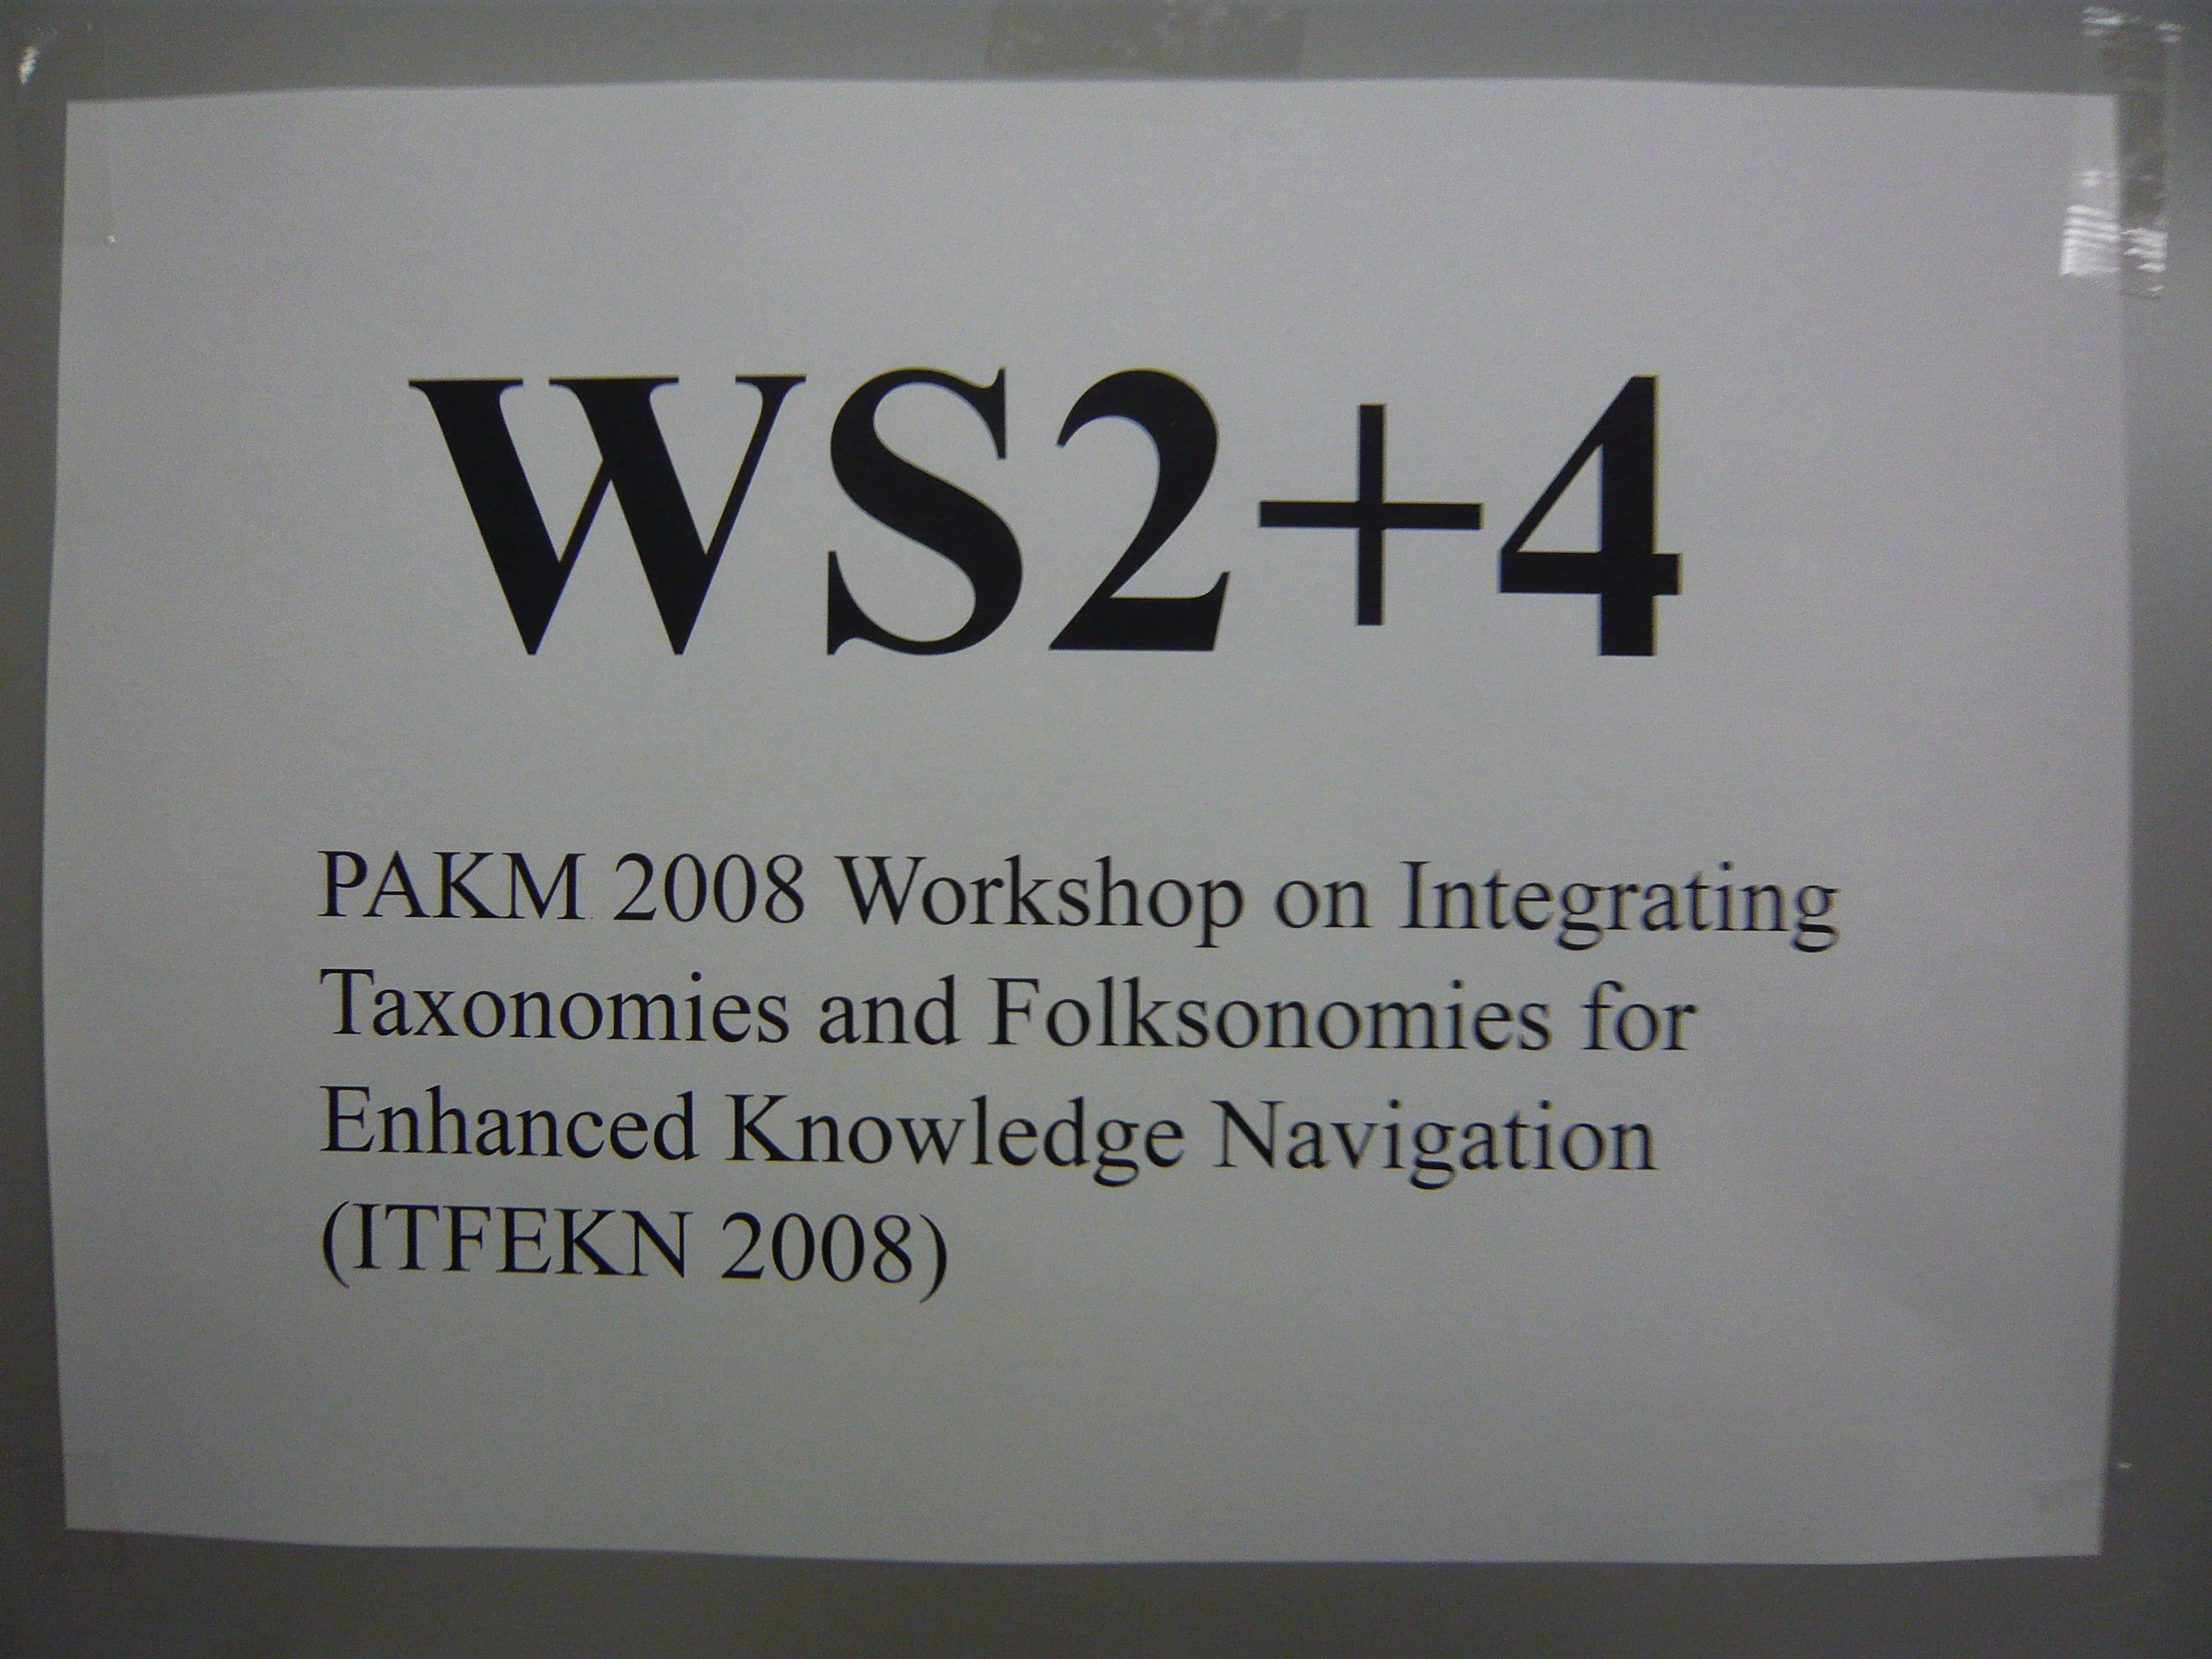 WS2+4
PAKM 2008 Workshop on Integrating
Taxonomies and Folksonomies for
Enhanced Knowledge Navigation
(ITFEKN 2008)